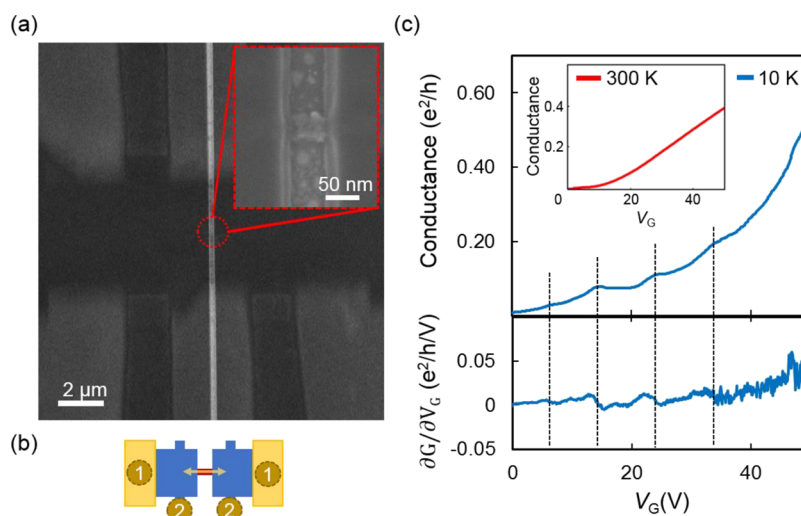 (a)
50 nm
2 μm
(b)
1
1
2
2
(c)
Conductance (e²/h)
0.60
0.40
0.20
300 K
10 K
Conductance
0.4
0.2
0
20
40
V_G
∂G/∂V_G (e²/h/V)
0.05
0
-0.05
0
20
40
V_G(V)